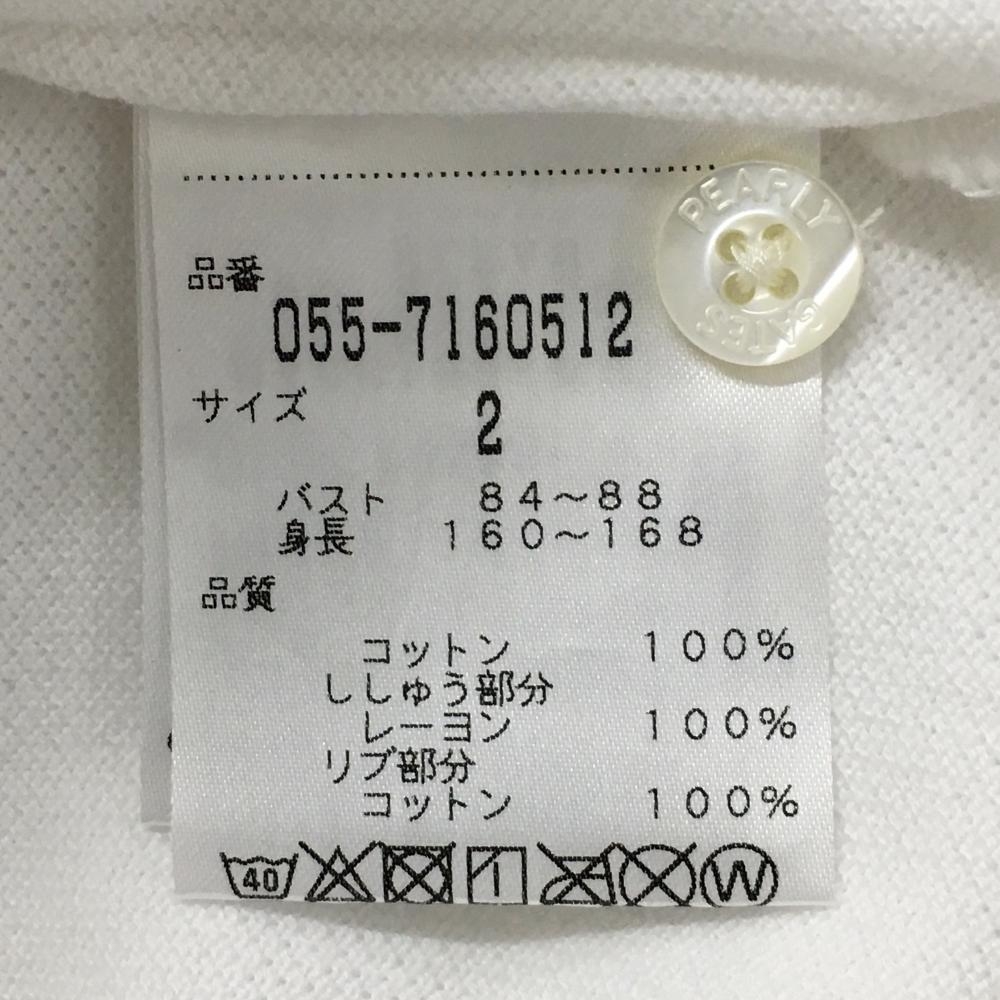 PEARLY
GATES
品番
055-7160512
サイズ 2
バスト 84~88
身長 160~168
品質
コットン 100%
ししゅう部分
レーヨン 100%
リブ部分
コットン 100%
40
W